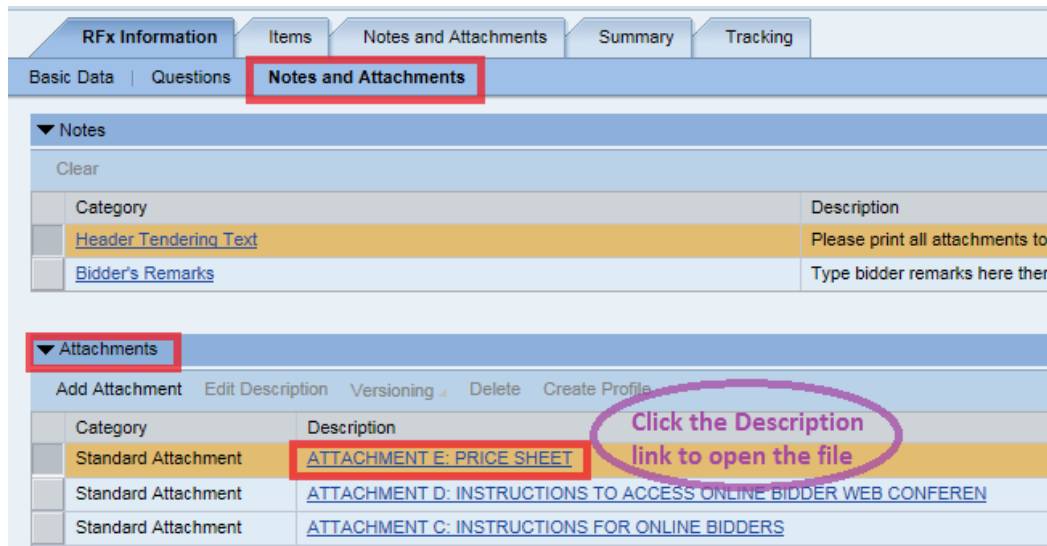 RFx Information Items Notes and Attachments Summary Tracking
Basic Data | Questions Notes and Attachments
Notes
Clear
Category Description
Header Tendering Text Please print all attachments to
Bidder's Remarks Type bidder remarks here ther
Attachments
Add Attachment Edit Description Versioning Delete Create Profile
Category Description
Standard Attachment ATTACHMENT E: PRICE SHEET
Click the Description
link to open the file
Standard Attachment ATTACHMENT D: INSTRUCTIONS TO ACCESS ONLINE BIDDER WEB CONFEREN
Standard Attachment ATTACHMENT C: INSTRUCTIONS FOR ONLINE BIDDERS